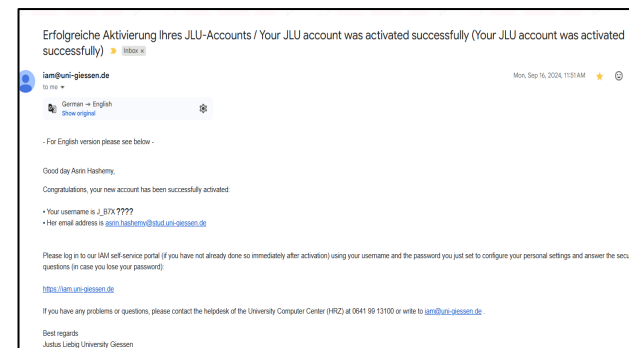 Erfolgreiche Aktivierung Ihres JLU-Accounts / Your JLU account was activated successfully (Your JLU account was activated
successfully) Inbox x
iam@uni-giessen.de Mon, Sep 16, 2024, 11:51 AM
to me
German → English
Show original
- For English version please see below -
Good day Asrin Hashemy,
Congratulations, your new account has been successfully activated:
• Your username is J_B7X ????
• Her email address is asrin.hashemy@stud.uni-giessen.de
Please log in to our IAM self-service portal (if you have not already done so immediately after activation) using your username and the password you just set to configure your personal settings and answer the secu
questions (in case you lose your password):
https://iam.uni-giessen.de
If you have any problems or questions, please contact the helpdesk of the University Computer Center (HRZ) at 0641 99 13100 or write to iam@uni-giessen.de .
Best regards
Justus Liebig University Giessen